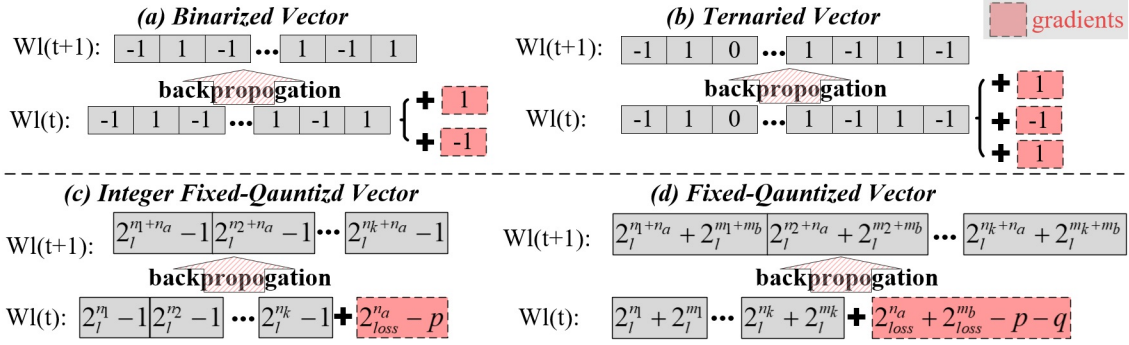 (a) Binarized Vector
Wl(t+1): -1 1 -1 ... 1 -1 1
backpropogation
Wl(t): -1 1 -1 ... 1 -1 1 + 1
+ -1
(b) Ternaried Vector
gradients
Wl(t+1): -1 1 0 ... 1 -1 1 -1
backpropogation
+ 1
Wl(t): -1 1 0 ... 1 -1 1 -1 + -1
+ 1
(c) Integer Fixed-Qauntizd Vector
Wl(t+1): 2_l^{n_1+n_a} − 1 2_l^{n_2+n_a} − 1 ... 2_l^{n_k+n_a} − 1
backpropogation
Wl(t): 2_l^{n_1} − 1 2_l^{n_2} − 1 ... 2_l^{n_k} − 1 + 2_{loss}^{n_a} − p
(d) Fixed-Qauntized Vector
Wl(t+1): 2_l^{n_1+n_a} + 2_l^{m_1+m_b} 2_l^{n_2+n_a} + 2_l^{m_2+m_b} ... 2_l^{n_k+n_a} + 2_l^{m_k+m_b}
backpropogation
Wl(t): 2_l^{n_1} + 2_l^{m_1} ... 2_l^{n_k} + 2_l^{m_k} + 2_{loss}^{n_a} + 2_{loss}^{m_b} − p − q